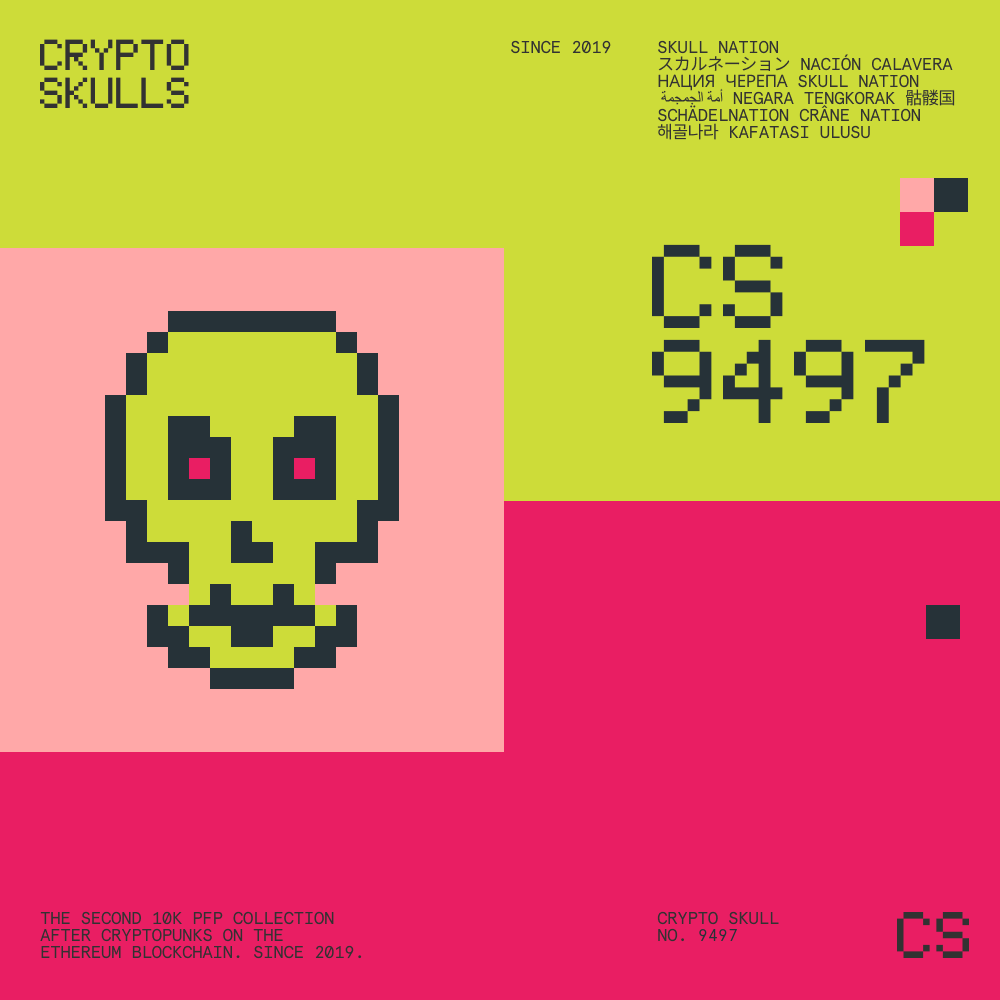 CRYPTO
SKULLS
SINCE 2019
SKULL NATION
スカルネーション NACIÓN CALAVERA
НАЦИЯ ЧЕРЕПА SKULL NATION
أمة الجمجمة NEGARA TENGKORAK 骷髅国
SCHÄDELNATION CRÂNE NATION
해골나라 KAFATASI ULUSU
CS
9497
THE SECOND 10K PFP COLLECTION
AFTER CRYPTOPUNKS ON THE
ETHEREUM BLOCKCHAIN. SINCE 2019.
CRYPTO SKULL
NO. 9497
CS